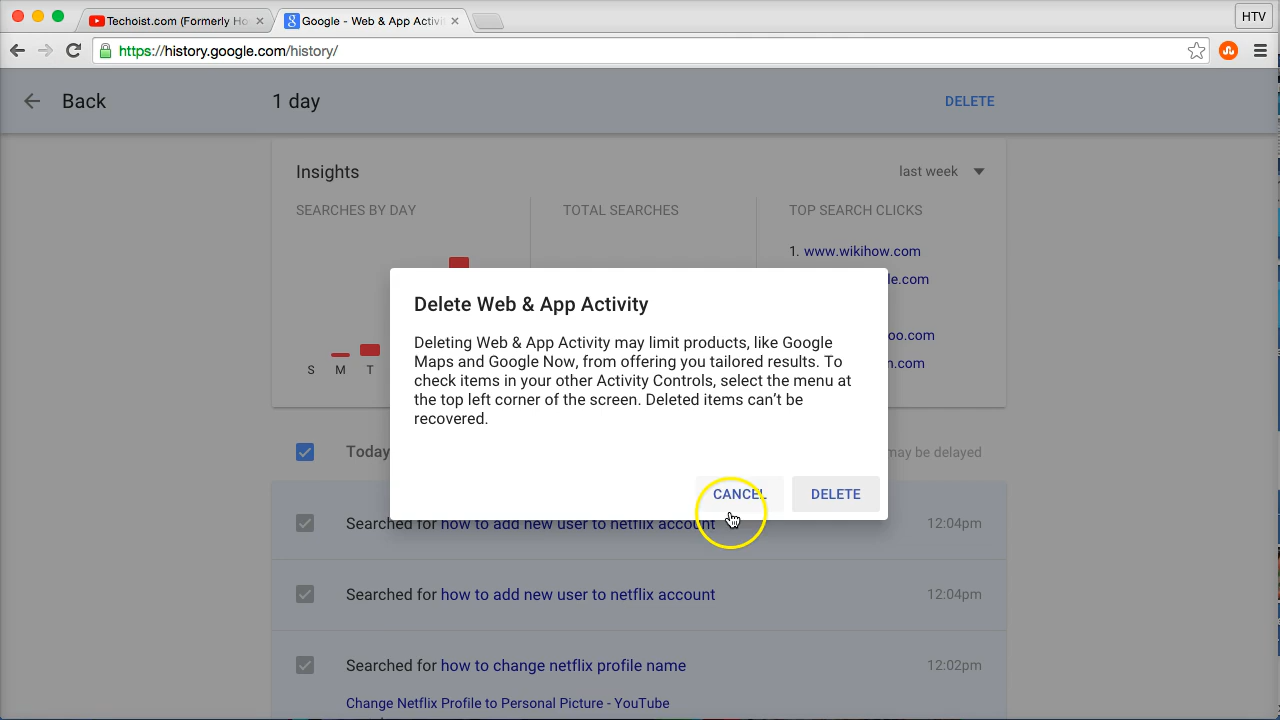 Techoist.com (Formerly Ho
Google - Web & App Activi
HTV
https://history.google.com/history/
Back
1 day
DELETE
Insights
last week
SEARCHES BY DAY
TOTAL SEARCHES
TOP SEARCH CLICKS
1. www.wikihow.com
le.com
oo.com
n.com
S M T
Delete Web & App Activity
Deleting Web & App Activity may limit products, like Google
Maps and Google Now, from offering you tailored results. To
check items in your other Activity Controls, select the menu at
the top left corner of the screen. Deleted items can’t be
recovered.
CANCEL
DELETE
Today
may be delayed
Searched for how to add new user to netflix account
12:04pm
Searched for how to add new user to netflix account
12:04pm
Searched for how to change netflix profile name
12:02pm
Change Netflix Profile to Personal Picture - YouTube